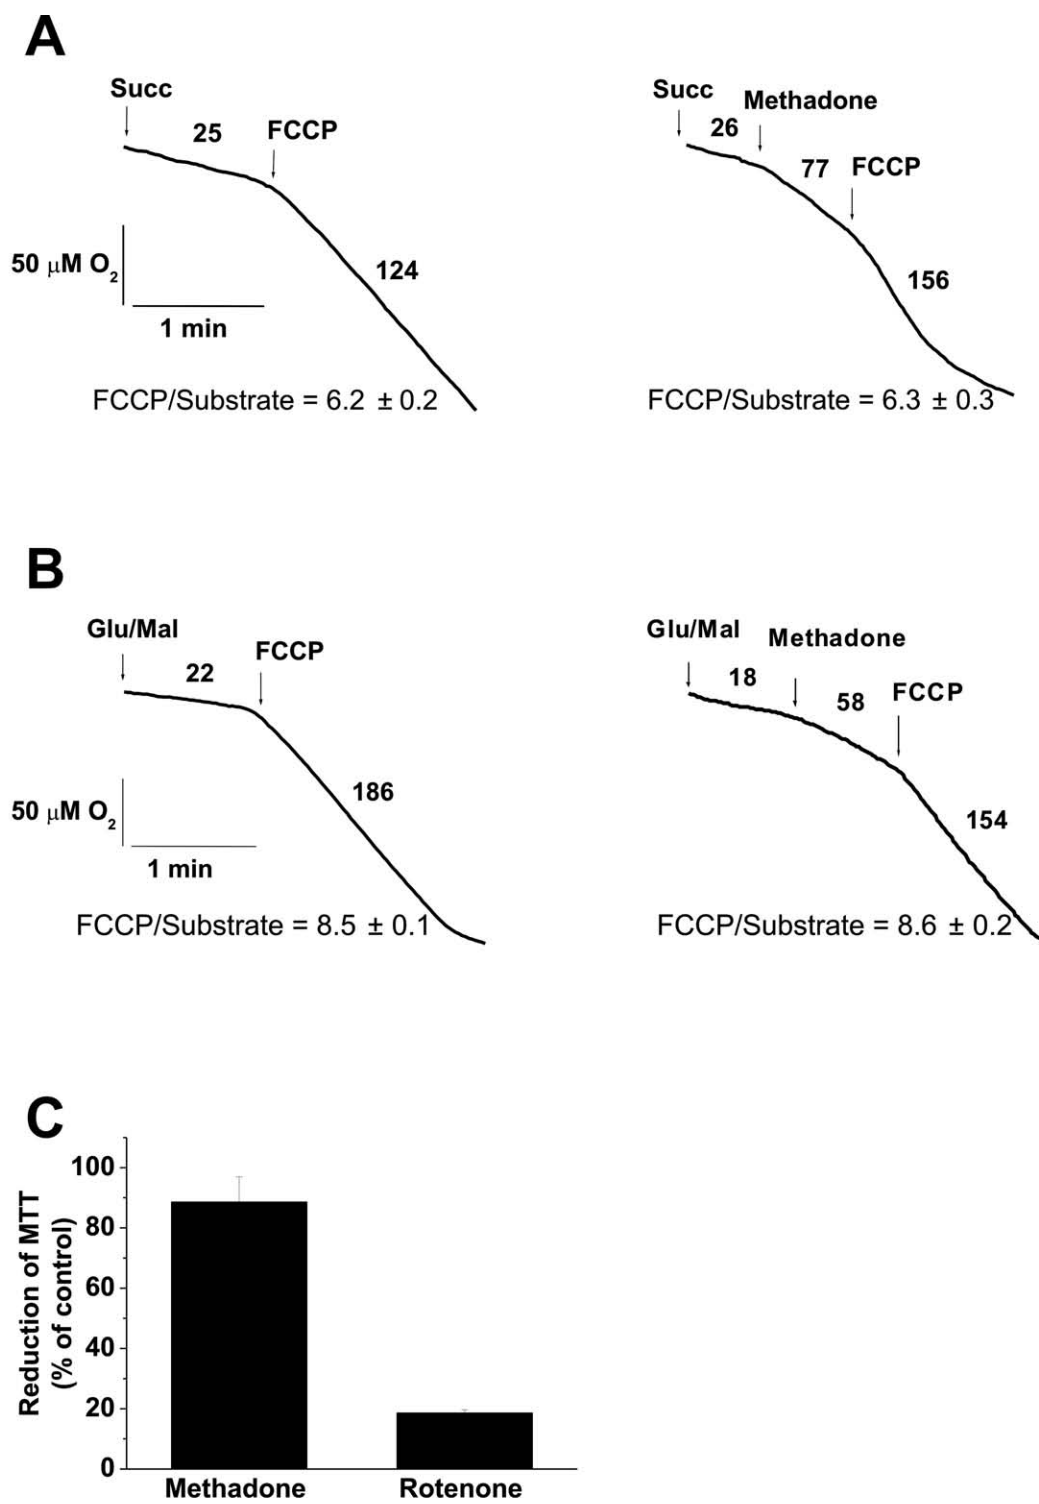 A
Succ
25
FCCP
124
50 μM O2
1 min
FCCP/Substrate = 6.2 ± 0.2
Succ
Methadone
26
77
FCCP
156
FCCP/Substrate = 6.3 ± 0.3
B
Glu/Mal
22
FCCP
186
50 μM O2
1 min
FCCP/Substrate = 8.5 ± 0.1
Glu/Mal
Methadone
18
58
FCCP
154
FCCP/Substrate = 8.6 ± 0.2
C
Reduction of MTT
(% of control)
100
80
60
40
20
0
Methadone
Rotenone